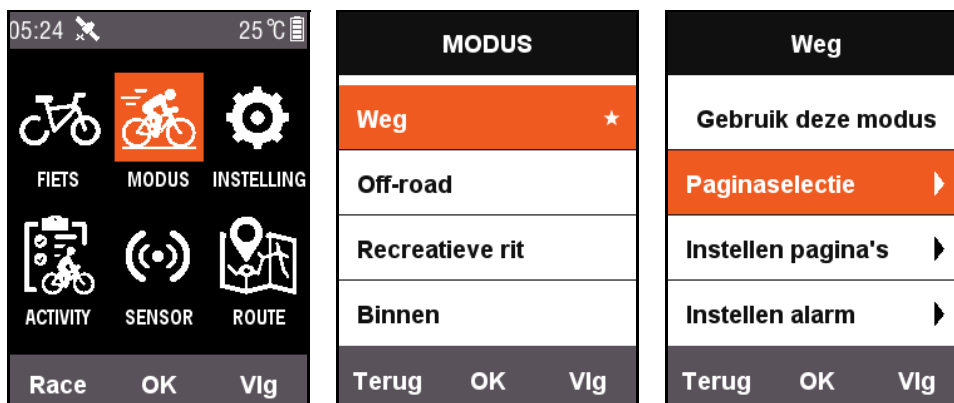 05:24 25 ℃
FIETS MODUS INSTELLING
ACTIVITY SENSOR ROUTE
Race OK Vlg
MODUS
Weg
Off-road
Recreatieve rit
Binnen
Terug OK Vlg
Weg
Gebruik deze modus
Paginaselectie
Instellen pagina's
Instellen alarm
Terug OK Vlg